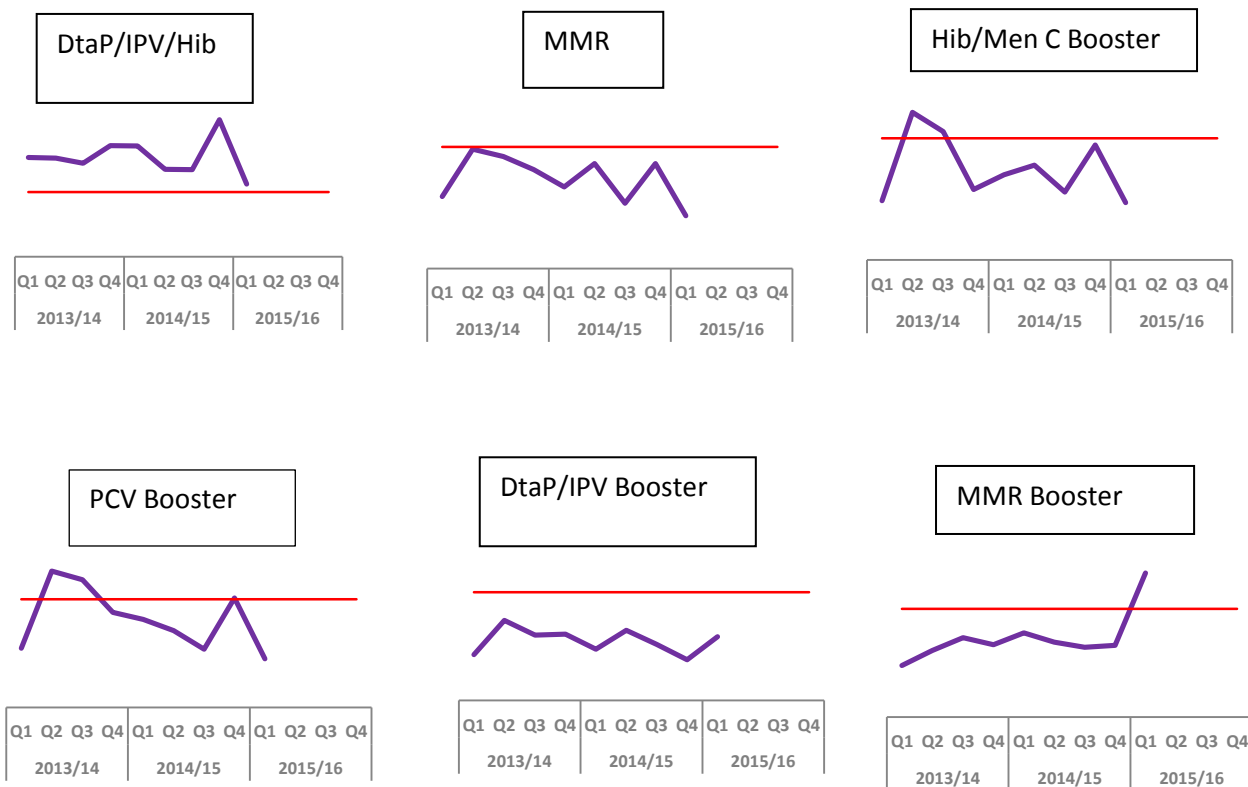 DtaP/IPV/Hib
MMR
Hib/Men C Booster
Q1 Q2 Q3 Q4 Q1 Q2 Q3 Q4 Q1 Q2 Q3 Q4
2013/14 2014/15 2015/16
Q1 Q2 Q3 Q4 Q1 Q2 Q3 Q4 Q1 Q2 Q3 Q4
2013/14 2014/15 2015/16
Q1 Q2 Q3 Q4 Q1 Q2 Q3 Q4 Q1 Q2 Q3 Q4
2013/14 2014/15 2015/16
PCV Booster
DtaP/IPV Booster
MMR Booster
Q1 Q2 Q3 Q4 Q1 Q2 Q3 Q4 Q1 Q2 Q3 Q4
2013/14 2014/15 2015/16
Q1 Q2 Q3 Q4 Q1 Q2 Q3 Q4 Q1 Q2 Q3 Q4
2013/14 2014/15 2015/16
Q1 Q2 Q3 Q4 Q1 Q2 Q3 Q4 Q1 Q2 Q3 Q4
2013/14 2014/15 2015/16